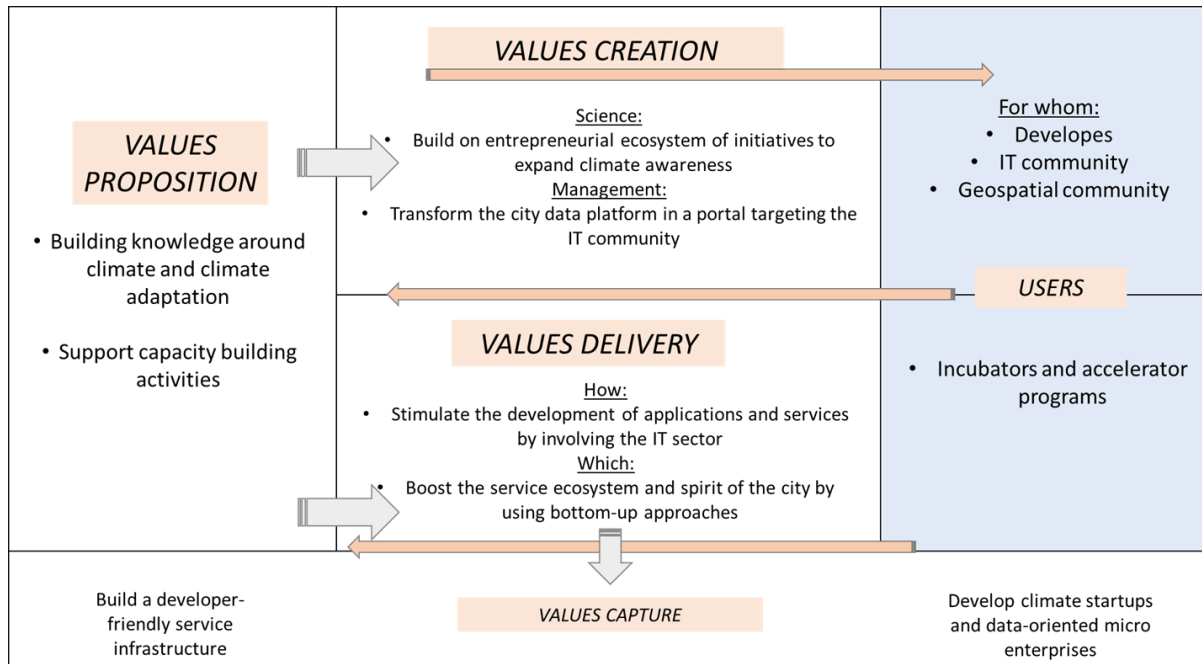 VALUES
PROPOSITION
• Building knowledge around
climate and climate
adaptation
• Support capacity building
activities
VALUES CREATION
Science:
• Build on entrepreneurial ecosystem of initiatives to
expand climate awareness
Management:
• Transform the city data platform in a portal targeting the
IT community
For whom:
• Developes
• IT community
• Geospatial community
USERS
• Incubators and accelerator
programs
VALUES DELIVERY
How:
• Stimulate the development of applications and services
by involving the IT sector
Which:
• Boost the service ecosystem and spirit of the city by
using bottom-up approaches
Build a developer-
friendly service
infrastructure
VALUES CAPTURE
Develop climate startups
and data-oriented micro
enterprises